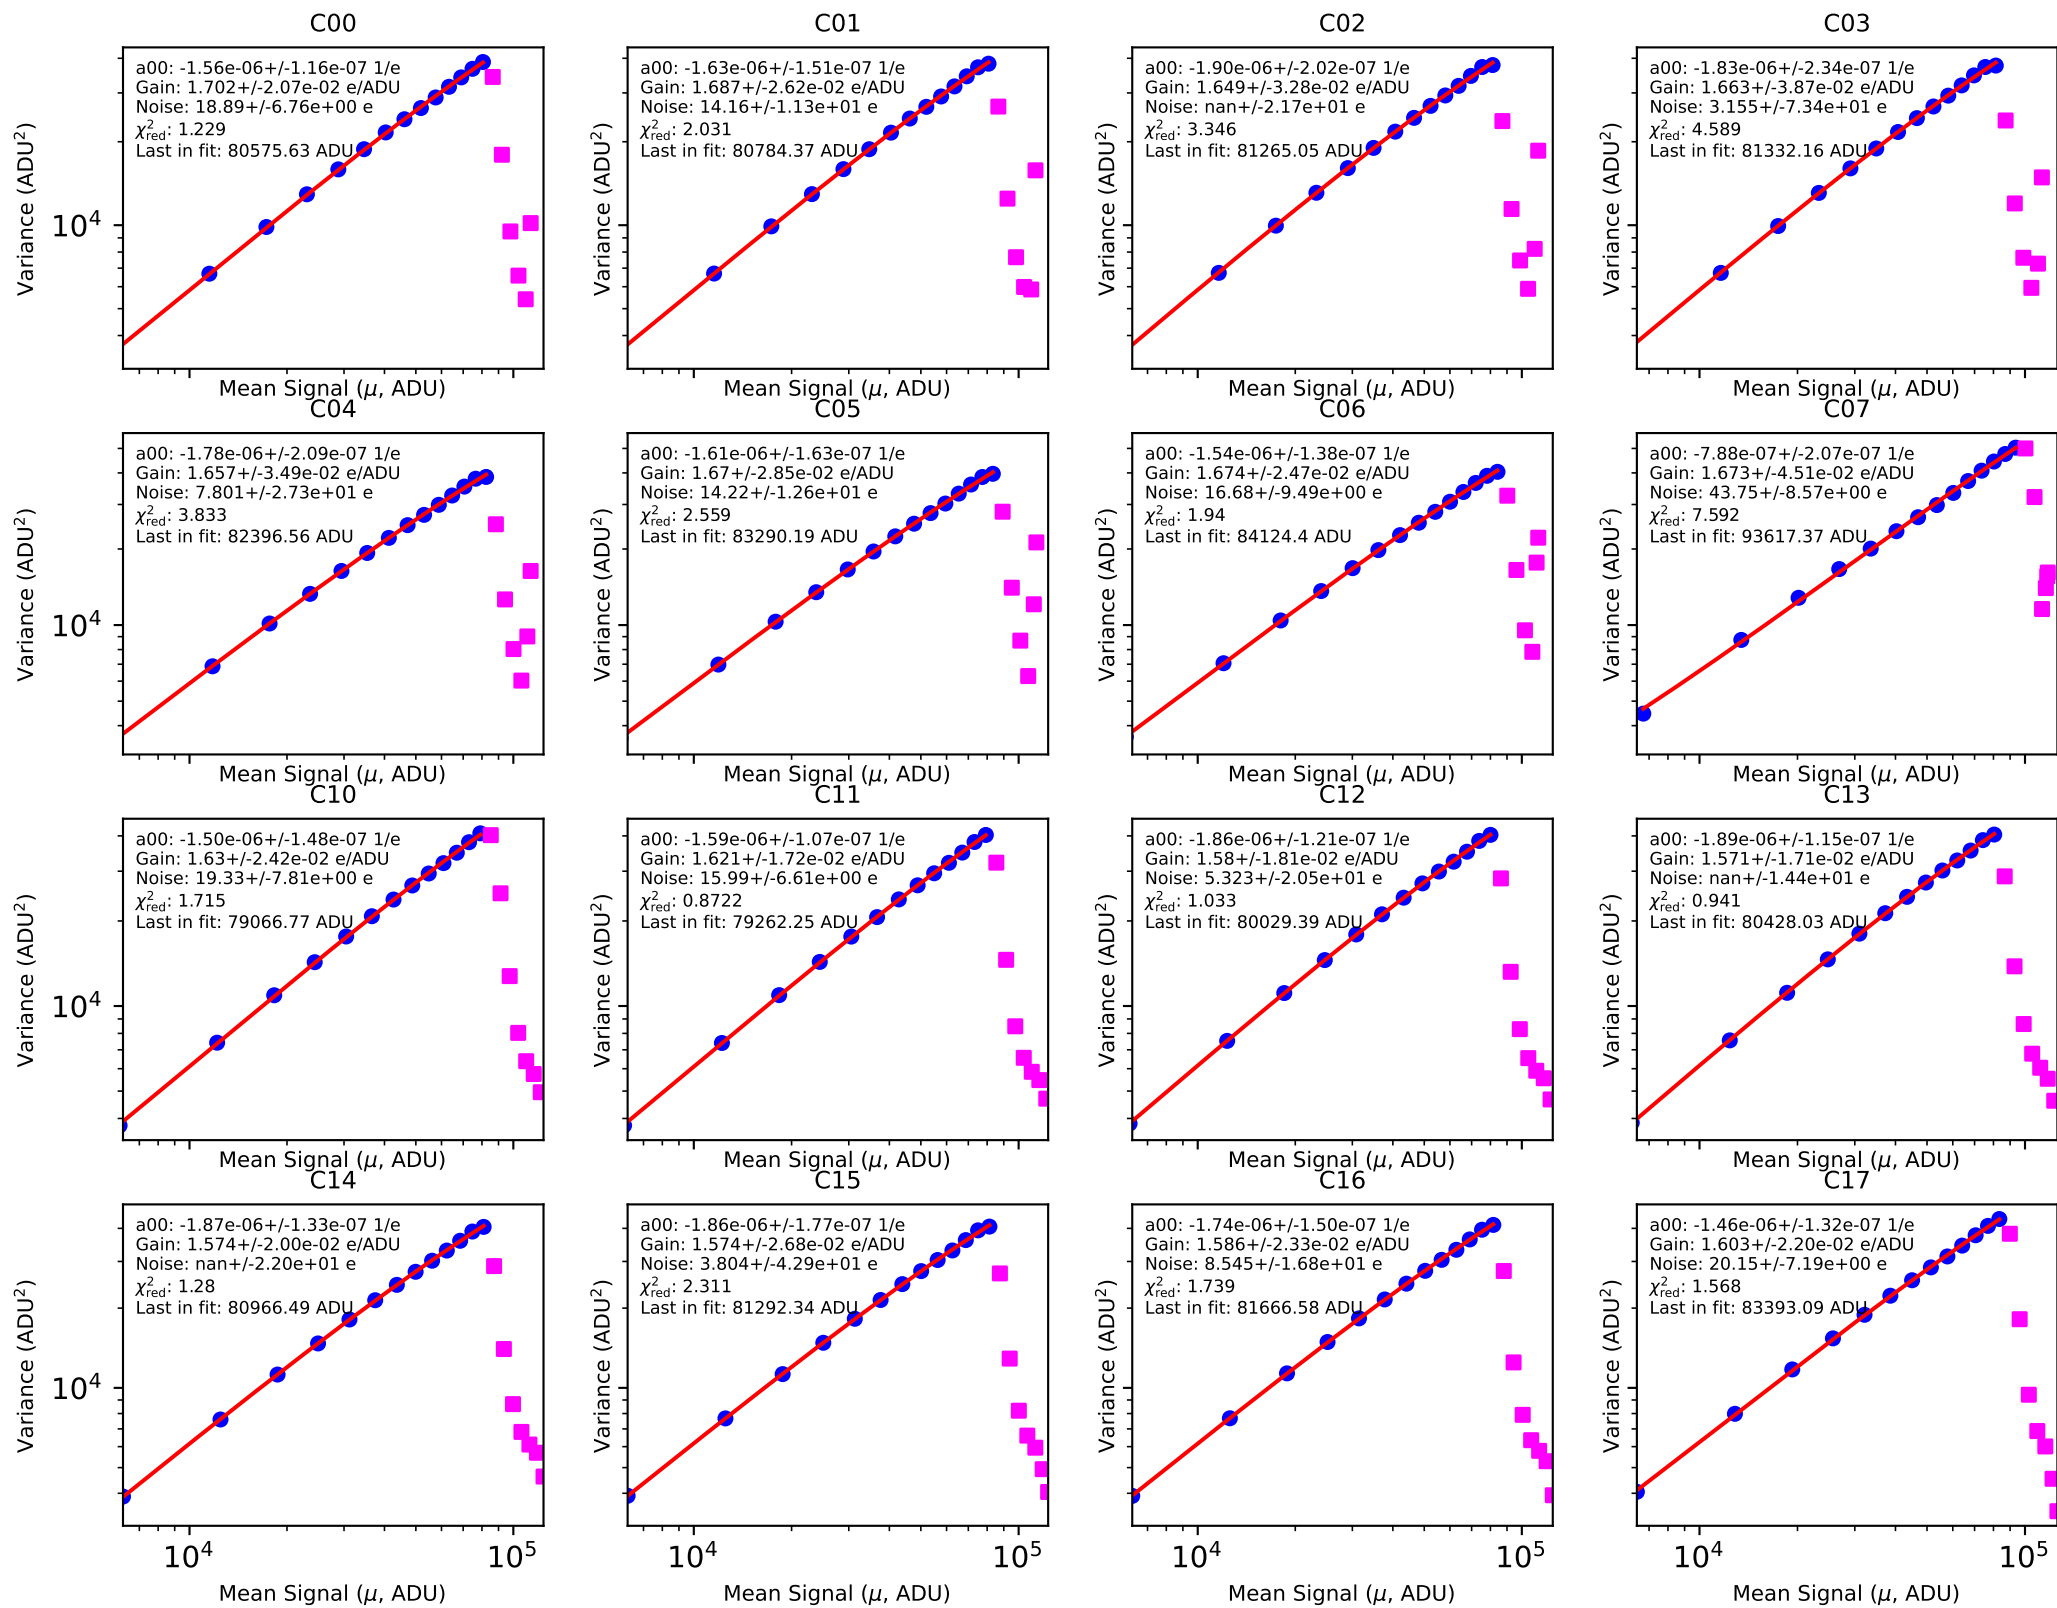 C00
a00: -1.56e-06+/-1.16e-07 1/e
Gain: 1.702+/-2.07e-02 e/ADU
Noise: 18.89+/-6.76e+00 e
χ²red: 1.229
Last in fit: 80575.63 ADU
Variance (ADU²)
10⁴
Mean Signal (μ, ADU)
C01
a00: -1.63e-06+/-1.51e-07 1/e
Gain: 1.687+/-2.62e-02 e/ADU
Noise: 14.16+/-1.13e+01 e
χ²red: 2.031
Last in fit: 80784.37 ADU
Variance (ADU²)
Mean Signal (μ, ADU)
C02
a00: -1.90e-06+/-2.02e-07 1/e
Gain: 1.649+/-3.28e-02 e/ADU
Noise: nan+/-2.17e+01 e
χ²red: 3.346
Last in fit: 81265.05 ADU
Variance (ADU²)
Mean Signal (μ, ADU)
C03
a00: -1.83e-06+/-2.34e-07 1/e
Gain: 1.663+/-3.87e-02 e/ADU
Noise: 3.155+/-7.34e+01 e
χ²red: 4.589
Last in fit: 81332.16 ADU
Variance (ADU²)
Mean Signal (μ, ADU)
C04
a00: -1.78e-06+/-2.09e-07 1/e
Gain: 1.657+/-3.49e-02 e/ADU
Noise: 7.801+/-2.73e+01 e
χ²red: 3.833
Last in fit: 82396.56 ADU
Variance (ADU²)
10⁴
Mean Signal (μ, ADU)
C05
a00: -1.61e-06+/-1.63e-07 1/e
Gain: 1.67+/-2.85e-02 e/ADU
Noise: 14.22+/-1.26e+01 e
χ²red: 2.559
Last in fit: 83290.19 ADU
Variance (ADU²)
Mean Signal (μ, ADU)
C06
a00: -1.54e-06+/-1.38e-07 1/e
Gain: 1.674+/-2.47e-02 e/ADU
Noise: 16.68+/-9.49e+00 e
χ²red: 1.94
Last in fit: 84124.4 ADU
Variance (ADU²)
Mean Signal (μ, ADU)
C07
a00: -7.88e-07+/-2.07e-07 1/e
Gain: 1.673+/-4.51e-02 e/ADU
Noise: 43.75+/-8.57e+00 e
χ²red: 7.592
Last in fit: 93617.37 ADU
Variance (ADU²)
Mean Signal (μ, ADU)
C10
a00: -1.50e-06+/-1.48e-07 1/e
Gain: 1.63+/-2.42e-02 e/ADU
Noise: 19.33+/-7.81e+00 e
χ²red: 1.715
Last in fit: 79066.77 ADU
Variance (ADU²)
10⁴
Mean Signal (μ, ADU)
C11
a00: -1.59e-06+/-1.07e-07 1/e
Gain: 1.621+/-1.72e-02 e/ADU
Noise: 15.99+/-6.61e+00 e
χ²red: 0.8722
Last in fit: 79262.25 ADU
Variance (ADU²)
Mean Signal (μ, ADU)
C12
a00: -1.86e-06+/-1.21e-07 1/e
Gain: 1.58+/-1.81e-02 e/ADU
Noise: 5.323+/-2.05e+01 e
χ²red: 1.033
Last in fit: 80029.39 ADU
Variance (ADU²)
Mean Signal (μ, ADU)
C13
a00: -1.89e-06+/-1.15e-07 1/e
Gain: 1.571+/-1.71e-02 e/ADU
Noise: nan+/-1.44e+01 e
χ²red: 0.941
Last in fit: 80428.03 ADU
Variance (ADU²)
Mean Signal (μ, ADU)
C14
a00: -1.87e-06+/-1.33e-07 1/e
Gain: 1.574+/-2.00e-02 e/ADU
Noise: nan+/-2.20e+01 e
χ²red: 1.28
Last in fit: 80966.49 ADU
Variance (ADU²)
10⁴
10⁴ 10⁵
Mean Signal (μ, ADU)
C15
a00: -1.86e-06+/-1.77e-07 1/e
Gain: 1.574+/-2.68e-02 e/ADU
Noise: 3.804+/-4.29e+01 e
χ²red: 2.311
Last in fit: 81292.34 ADU
Variance (ADU²)
10⁴ 10⁵
Mean Signal (μ, ADU)
C16
a00: -1.74e-06+/-1.50e-07 1/e
Gain: 1.586+/-2.33e-02 e/ADU
Noise: 8.545+/-1.68e+01 e
χ²red: 1.739
Last in fit: 81666.58 ADU
Variance (ADU²)
10⁴ 10⁵
Mean Signal (μ, ADU)
C17
a00: -1.46e-06+/-1.32e-07 1/e
Gain: 1.603+/-2.20e-02 e/ADU
Noise: 20.15+/-7.19e+00 e
χ²red: 1.568
Last in fit: 83393.09 ADU
Variance (ADU²)
10⁴ 10⁵
Mean Signal (μ, ADU)